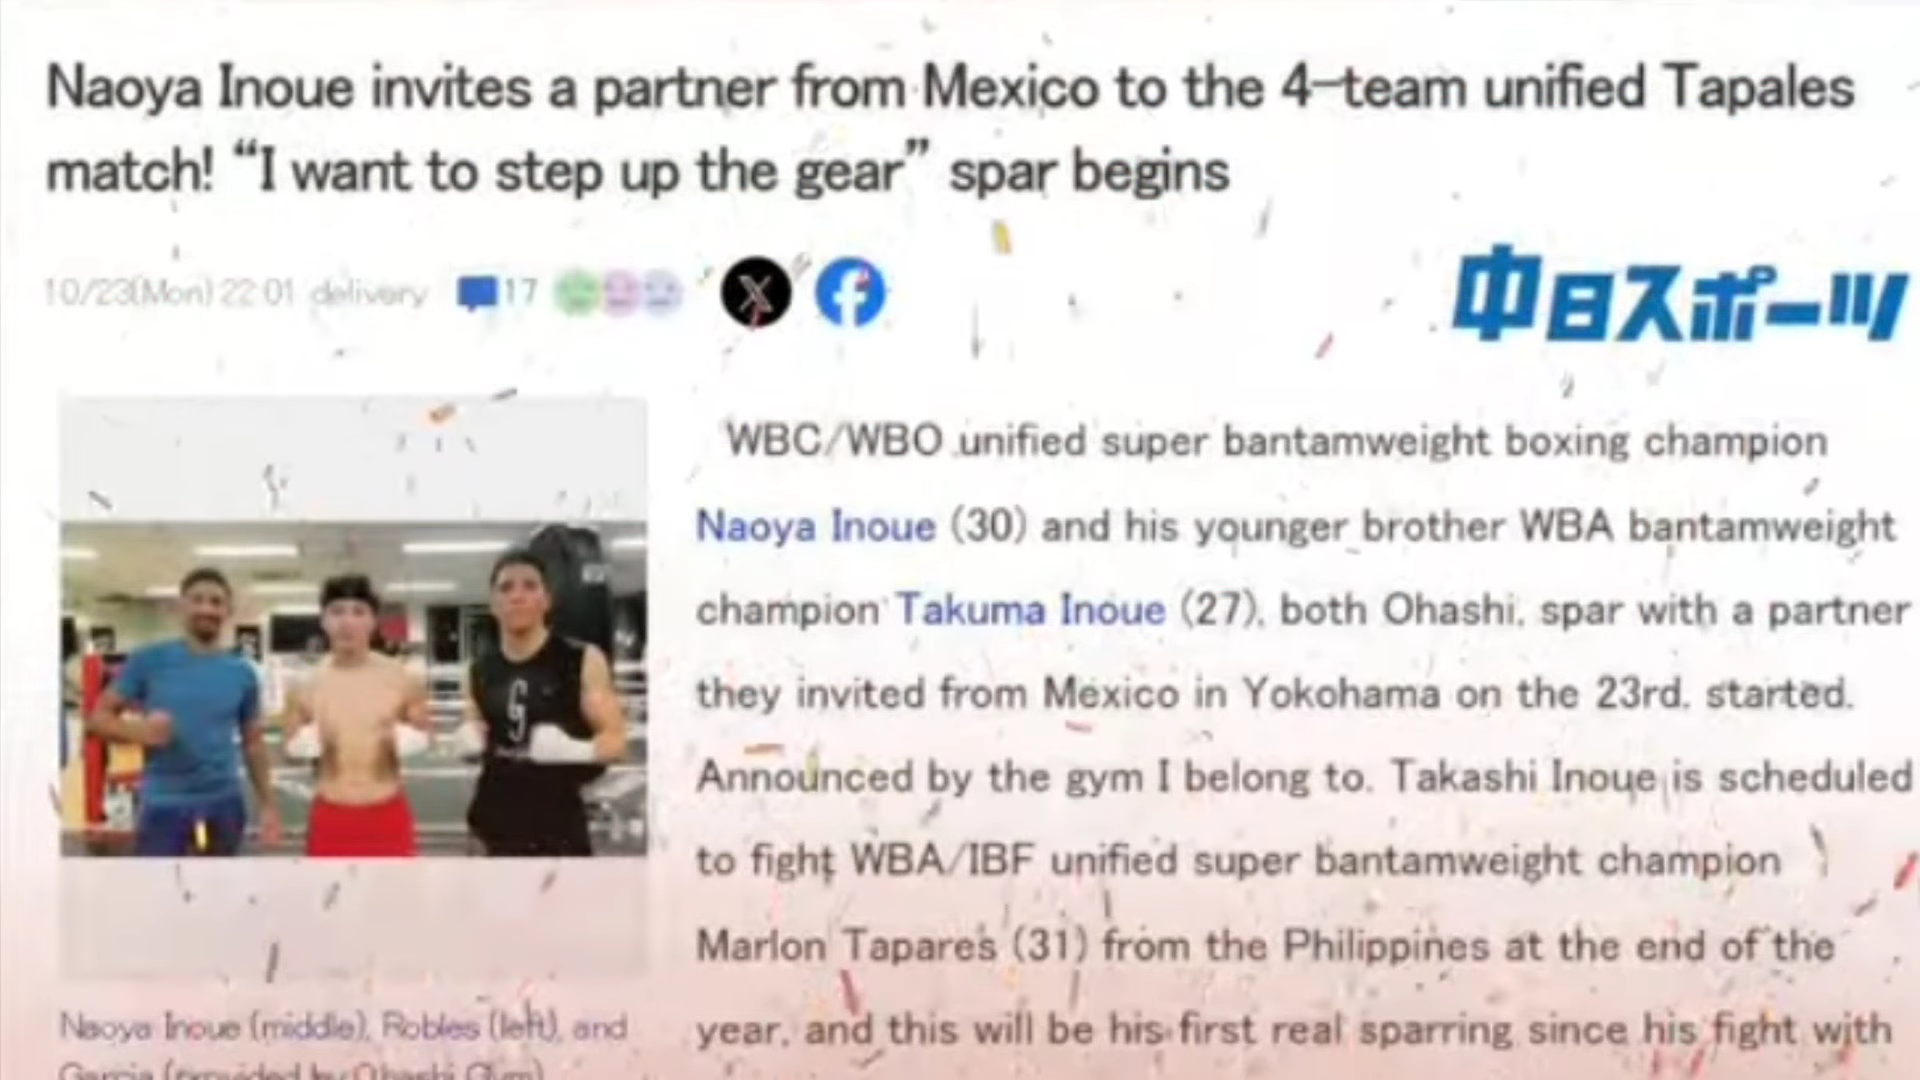 Naoya Inoue invites a partner from Mexico to the 4-team unified Tapales
match! “I want to step up the gear” spar begins
10/23(Mon) 22:01 delivery 17
中日スポーツ
WBC/WBO unified super bantamweight boxing champion
Naoya Inoue (30) and his younger brother WBA bantamweight
champion Takuma Inoue (27), both Ohashi, spar with a partner
they invited from Mexico in Yokohama on the 23rd. started.
Announced by the gym I belong to. Takashi Inoue is scheduled
to fight WBA/IBF unified super bantamweight champion
Marlon Tapares (31) from the Philippines at the end of the
year, and this will be his first real sparring since his fight with
Naoya Inoue (middle), Robles (left), and
Garcia (provided by Ohashi Gym)